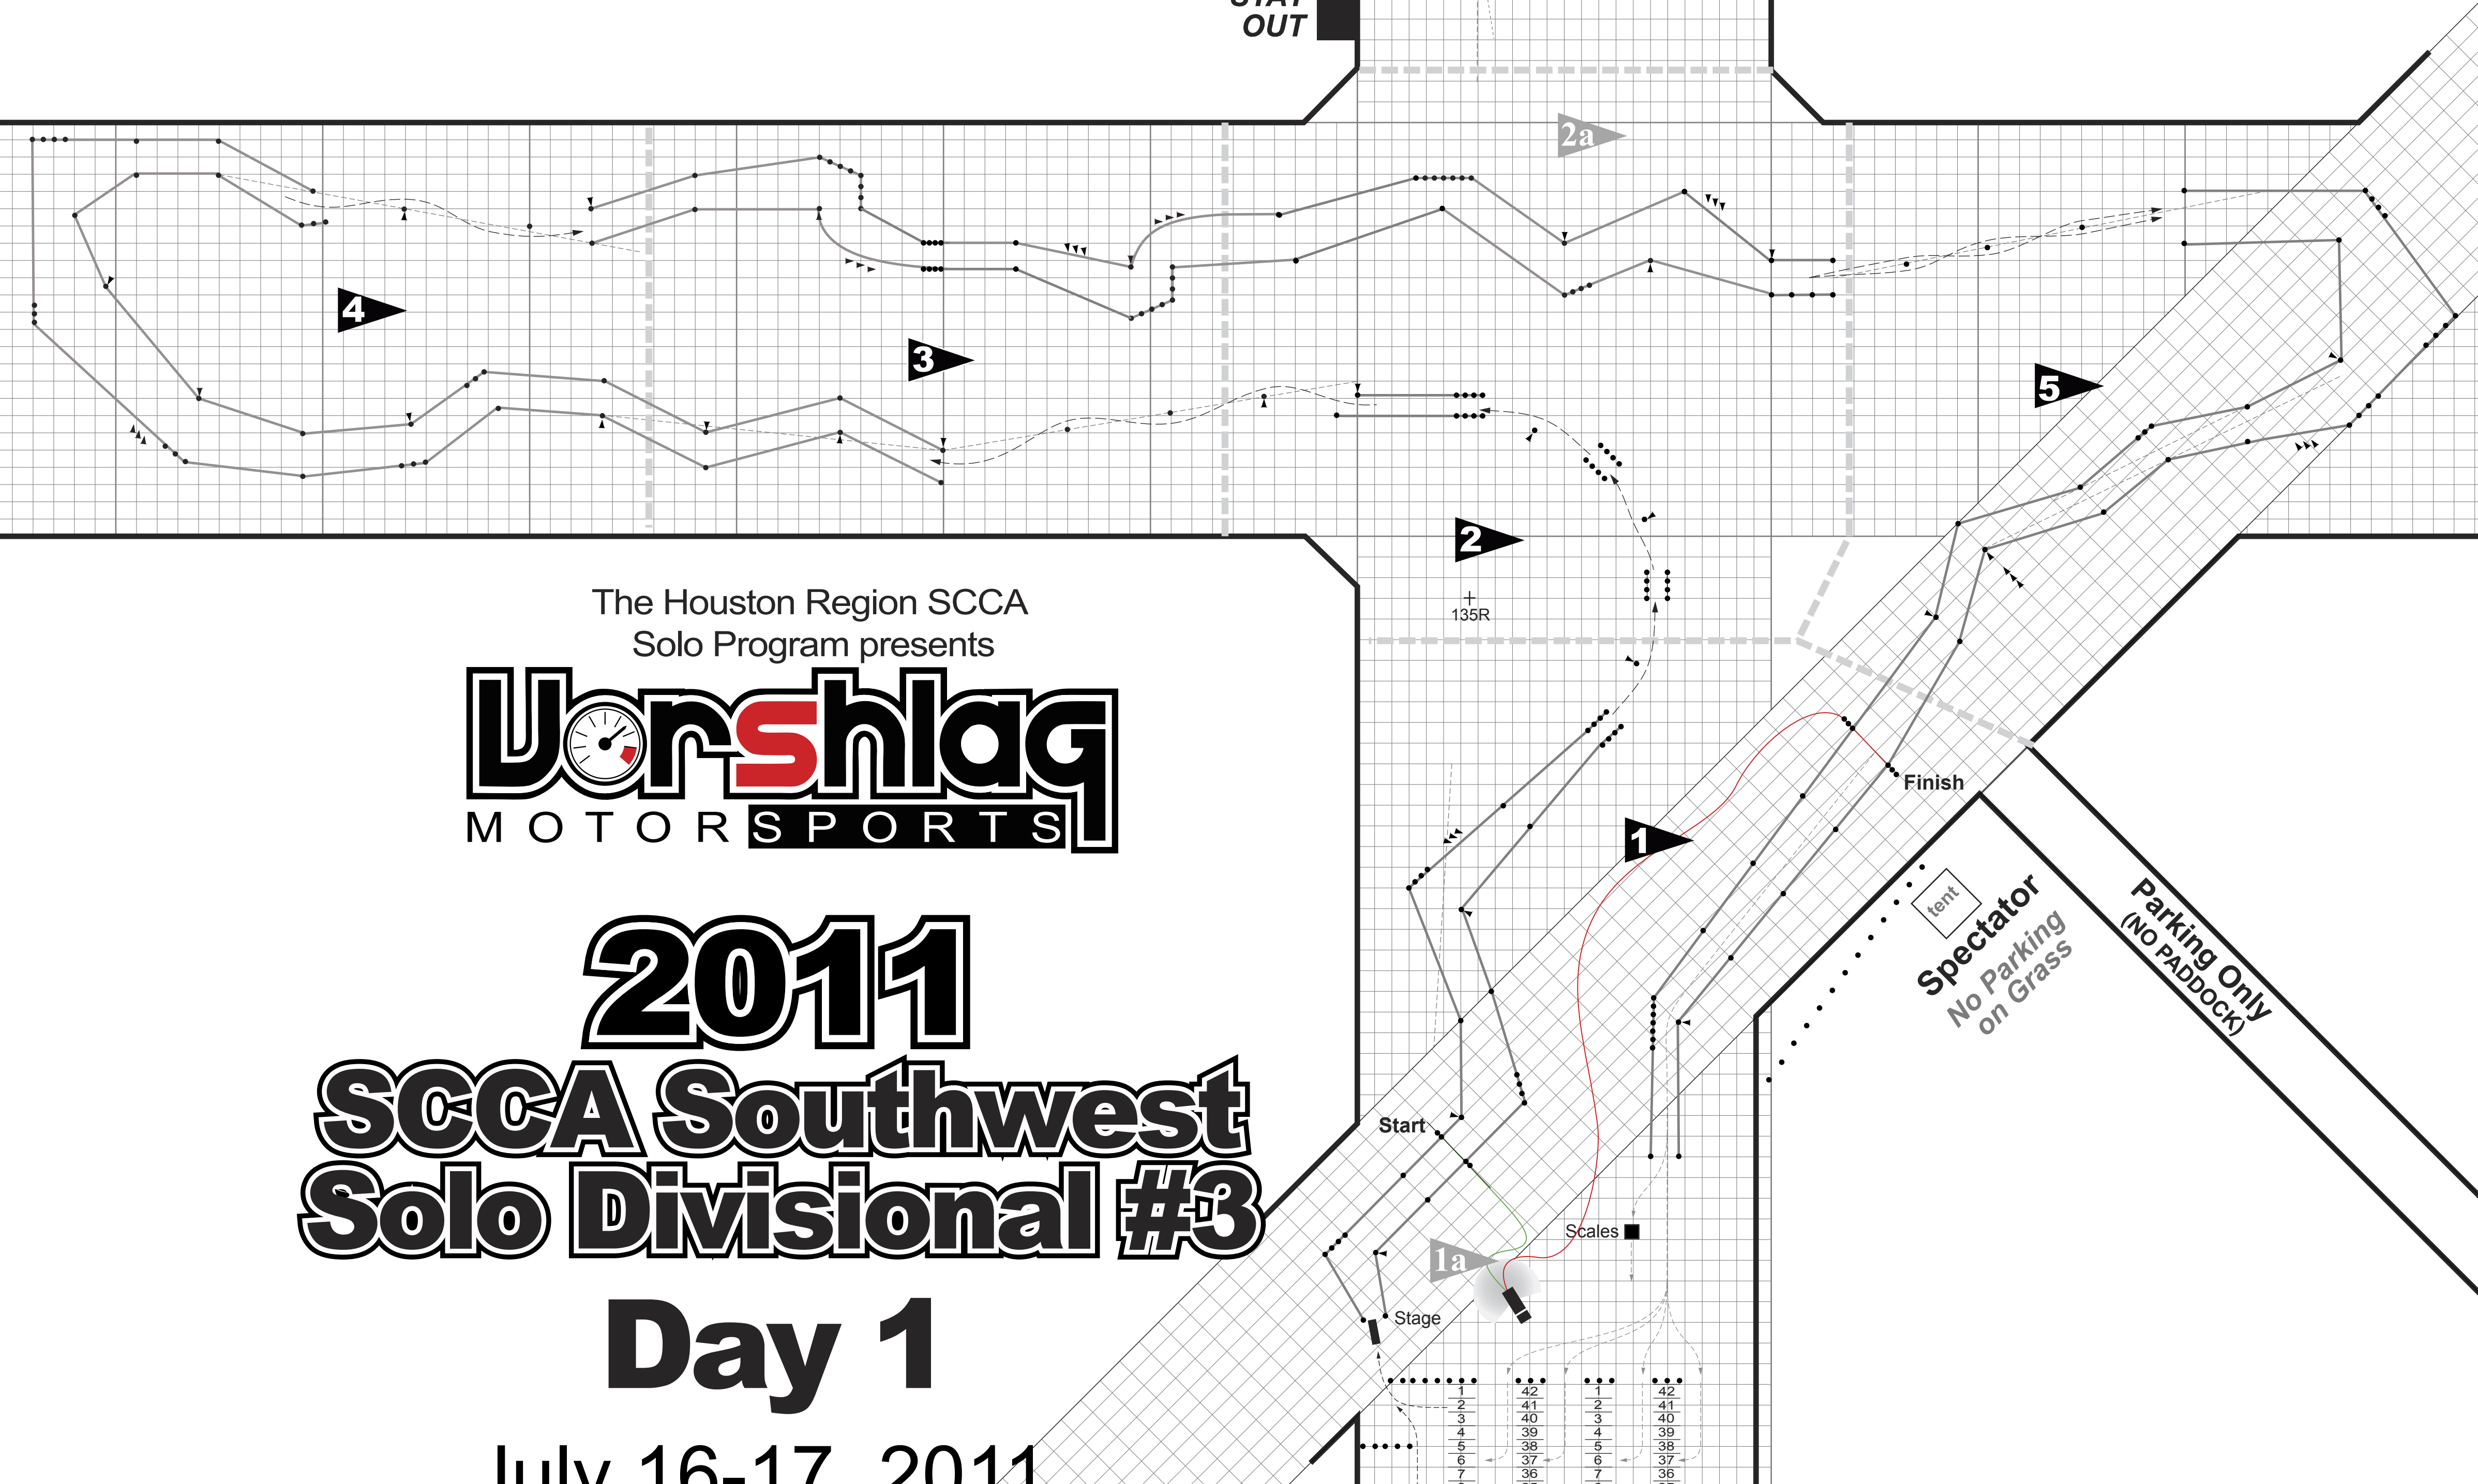 STAY
OUT
2a
4
3
5
2
135R
The Houston Region SCCA
Solo Program presents
Vorshlag
MOTORSPORTS
1
Finish
tent
Spectator
No Parking
on Grass
Parking Only
(NO PADDOCK)
2011
SCCA Southwest
Solo Divisional #3
Day 1
July 16-17, 2011
Start
Scales
1a
Stage
1 42 1 42
2 41 2 41
3 40 3 40
4 39 4 39
5 38 5 38
6 37 6 37
7 36 7 36